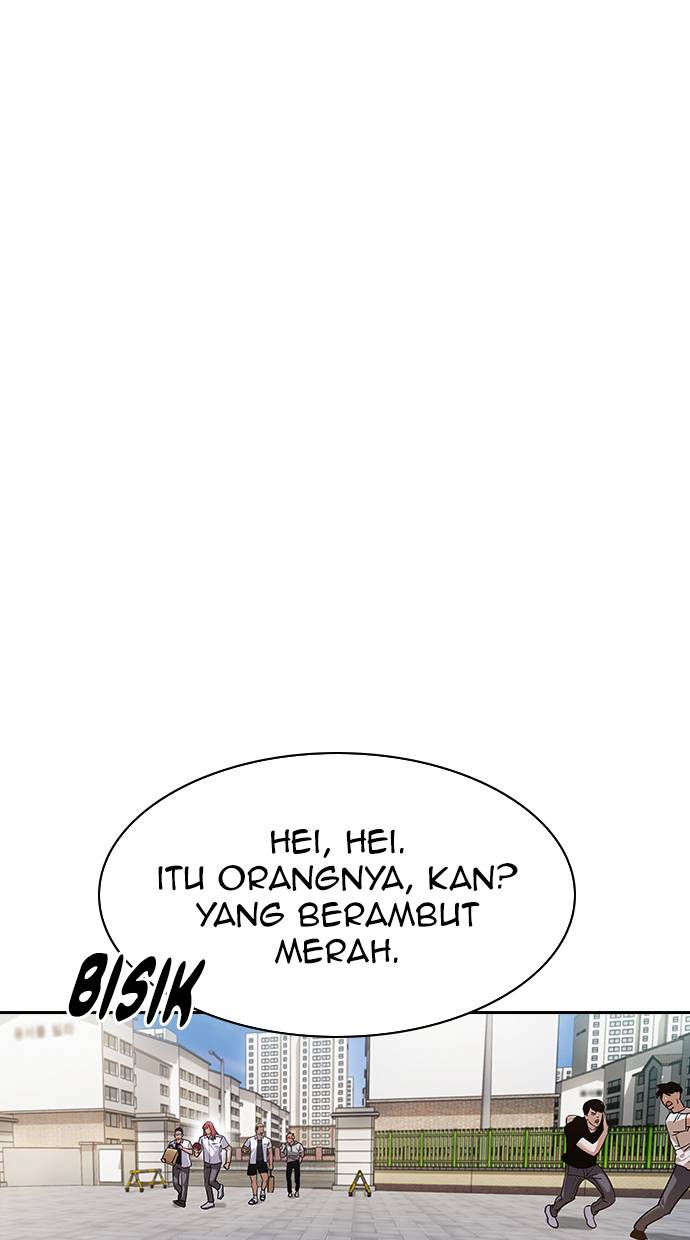 HEI, HEI.
ITU ORANGNYA, KAN?
YANG BERAMBUT
MERAH.
BISIK